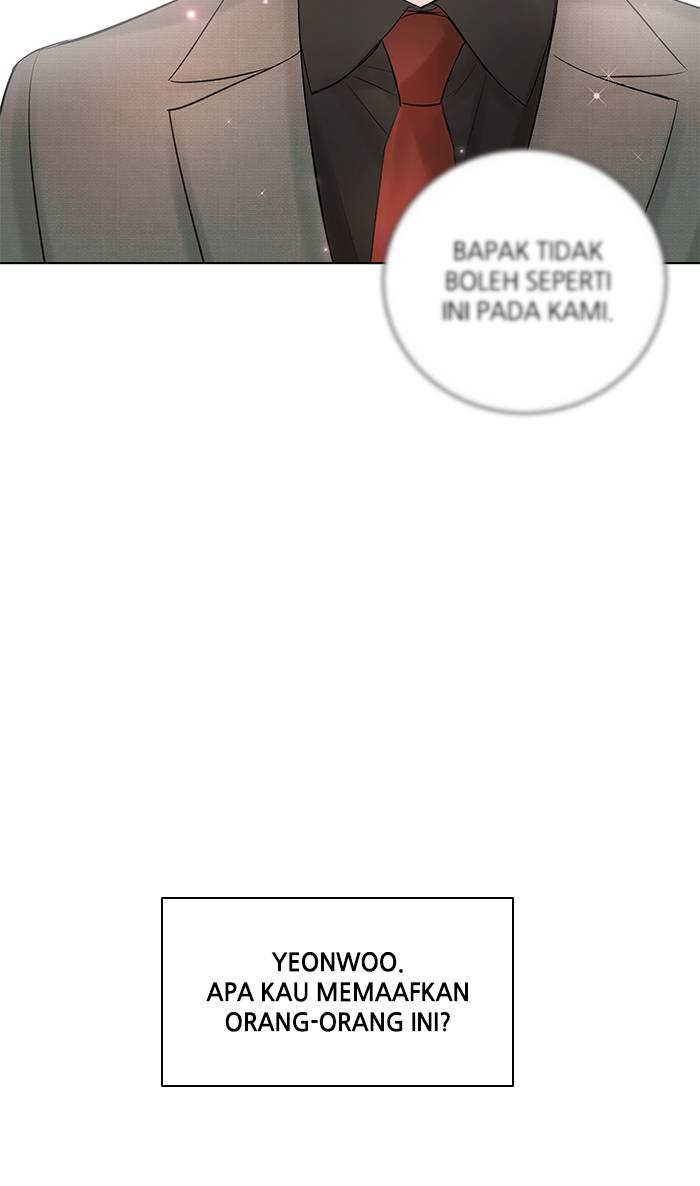 BAPAK TIDAK
BOLEH SEPERTI
INI PADA KAMI.
YEONWOO.
APA KAU MEMAAFKAN
ORANG-ORANG INI?